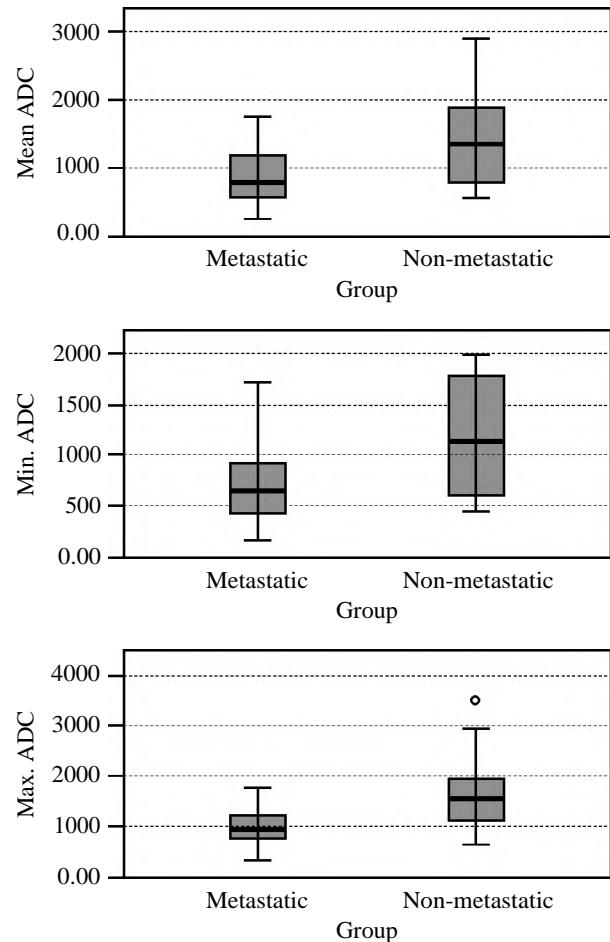 3000
2000
1000
0.00
Mean ADC
Metastatic Non-metastatic
Group
2000
1500
1000
500
0.00
Min. ADC
Metastatic Non-metastatic
Group
4000
3000
2000
1000
0.00
Max. ADC
Metastatic Non-metastatic
Group